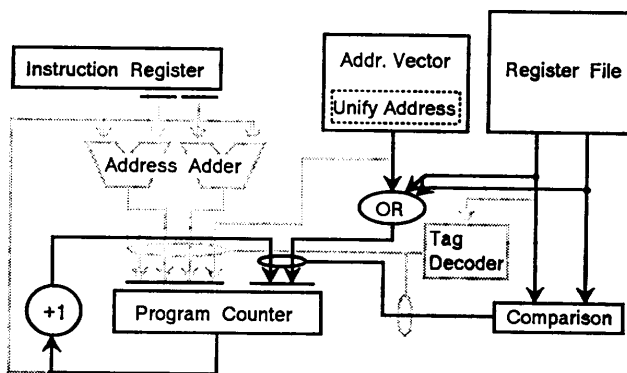 Instruction Register
Addr. Vector
Unify Address
Register File
Address Adder
OR
Tag
Decoder
+1
Program Counter
Comparison